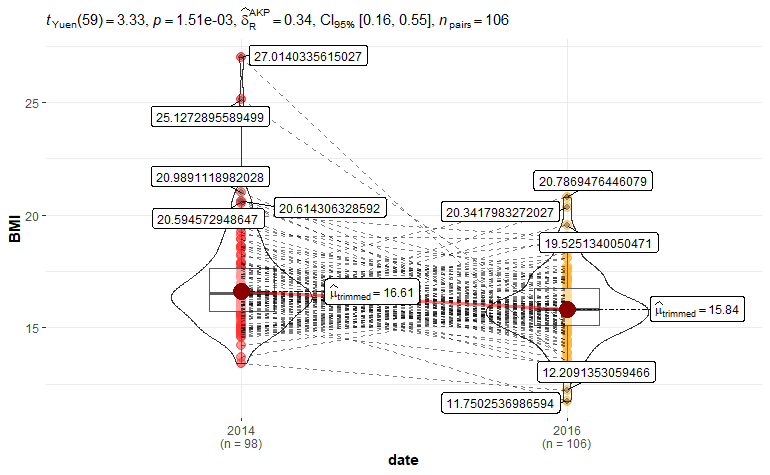 t Yuen(59) = 3.33, p = 1.51e-03, δ̂ᴬᴷᴾ R = 0.34, CI95% [0.16, 0.55], n pairs = 106
27.0140335615027
25
25.1272895589499
20.9891118982028
20.7869476446079
20.614306328592
20.3417983272027
20
20.594572948647
19.5251340050471
BMI
μ̂ trimmed = 16.61
μ̂ trimmed = 15.84
15
12.2091353059466
11.7502536986594
2014
(n = 98)
2016
(n = 106)
date